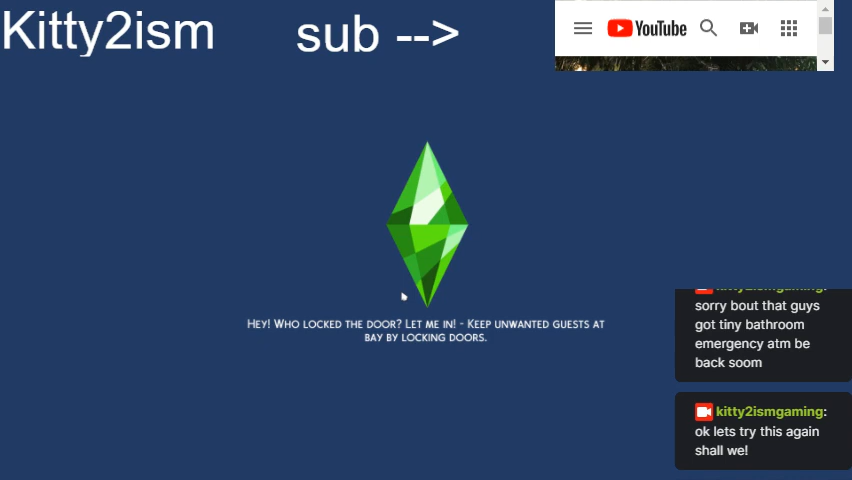 Kitty2ism
sub -->
YouTube
HEY! WHO LOCKED THE DOOR? LET ME IN! - KEEP UNWANTED GUESTS AT
BAY BY LOCKING DOORS.
kitty2ismgaming:
sorry bout that guys
got tiny bathroom
emergency atm be
back soom
kitty2ismgaming:
ok lets try this again
shall we!